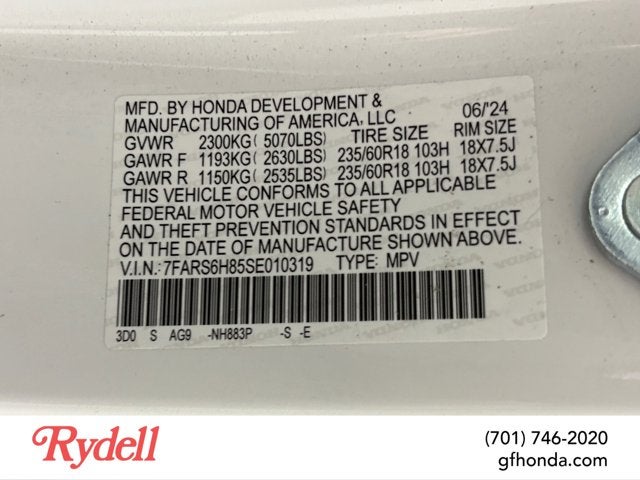 MFD. BY HONDA DEVELOPMENT & 06/'24
MANUFACTURING OF AMERICA, LLC
GVWR 2300KG ( 5070LBS) TIRE SIZE RIM SIZE
GAWR F 1193KG ( 2630LBS) 235/60R18 103H 18X7.5J
GAWR R 1150KG ( 2535LBS) 235/60R18 103H 18X7.5J
THIS VEHICLE CONFORMS TO ALL APPLICABLE
FEDERAL MOTOR VEHICLE SAFETY
AND THEFT PREVENTION STANDARDS IN EFFECT
ON THE DATE OF MANUFACTURE SHOWN ABOVE.
V.I.N.: 7FARS6H85SE010319 TYPE: MPV
3D0 S AG9 -NH883P -S -E
Rydell
(701) 746-2020
gfhonda.com